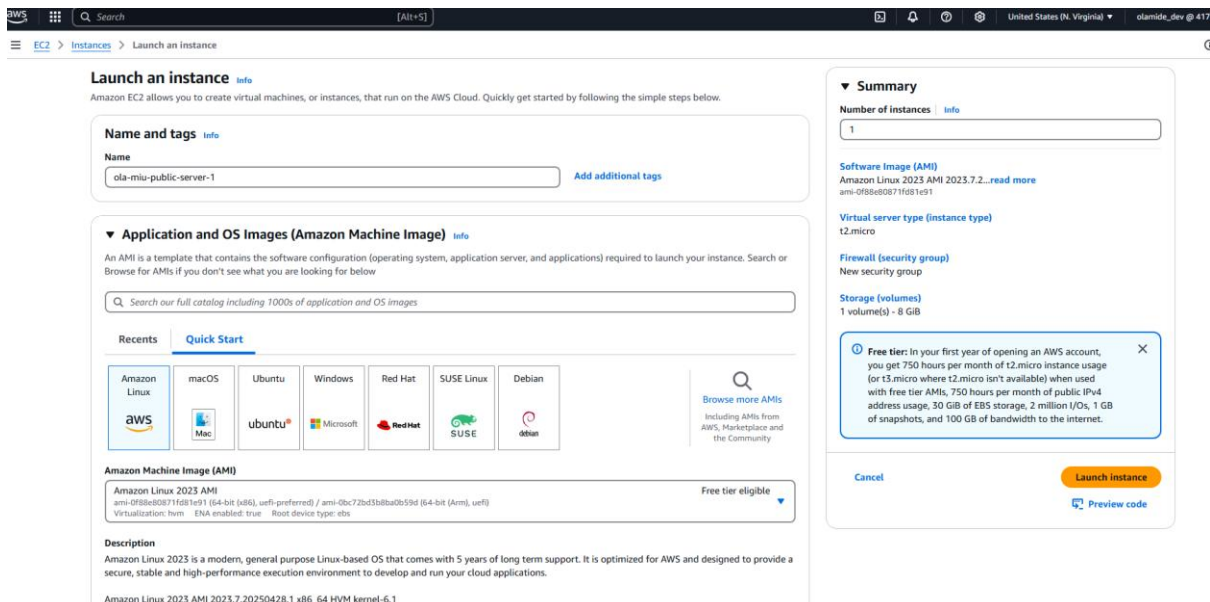 aws
Search
[Alt+S]
United States (N. Virginia)
olamide_dev @ 417
EC2 > Instances > Launch an instance
Launch an instance Info
Amazon EC2 allows you to create virtual machines, or instances, that run on the AWS Cloud. Quickly get started by following the simple steps below.
Name and tags Info
Name
ola-miu-public-server-1
Add additional tags
Application and OS Images (Amazon Machine Image) Info
An AMI is a template that contains the software configuration (operating system, application server, and applications) required to launch your instance. Search or
Browse for AMIs if you don't see what you are looking for below
Search our full catalog including 1000s of application and OS images
Recents
Quick Start
Amazon
Linux
aws
macOS
Mac
Ubuntu
ubuntu
Windows
Microsoft
Red Hat
Red Hat
SUSE Linux
SUSE
Debian
debian
Browse more AMIs
Including AMIs from
AWS, Marketplace and
the Community
Amazon Machine Image (AMI)
Amazon Linux 2023 AMI
Free tier eligible
ami-0f88e80871fd81e91 (64-bit (x86), uefi-preferred) / ami-0bc72bd3b8ba0b59d (64-bit (Arm), uefi)
Virtualization: hvm ENA enabled: true Root device type: ebs
Description
Amazon Linux 2023 is a modern, general purpose Linux-based OS that comes with 5 years of long term support. It is optimized for AWS and designed to provide a
secure, stable and high-performance execution environment to develop and run your cloud applications.
Amazon Linux 2023 AMI 2023.7.20250428.1 x86_64 HVM kernel-6.1
Summary
Number of instances Info
1
Software Image (AMI)
Amazon Linux 2023 AMI 2023.7.2...read more
ami-0f88e80871fd81e91
Virtual server type (instance type)
t2.micro
Firewall (security group)
New security group
Storage (volumes)
1 volume(s) - 8 GiB
Free tier: In your first year of opening an AWS account,
you get 750 hours per month of t2.micro instance usage
(or t3.micro where t2.micro isn't available) when used
with free tier AMIs, 750 hours per month of public IPv4
address usage, 30 GiB of EBS storage, 2 million I/Os, 1 GB
of snapshots, and 100 GB of bandwidth to the internet.
Cancel
Launch instance
Preview code